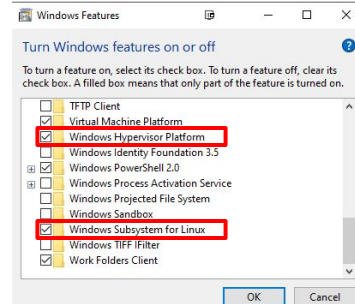 Windows Features
Turn Windows features on or off
To turn a feature on, select its check box. To turn a feature off, clear its
check box. A filled box means that only part of the feature is turned on.
TFTP Client
Virtual Machine Platform
Windows Hypervisor Platform
Windows Identity Foundation 3.5
Windows PowerShell 2.0
Windows Process Activation Service
Windows Projected File System
Windows Sandbox
Windows Subsystem for Linux
Windows TIFF IFilter
Work Folders Client
OK Cancel